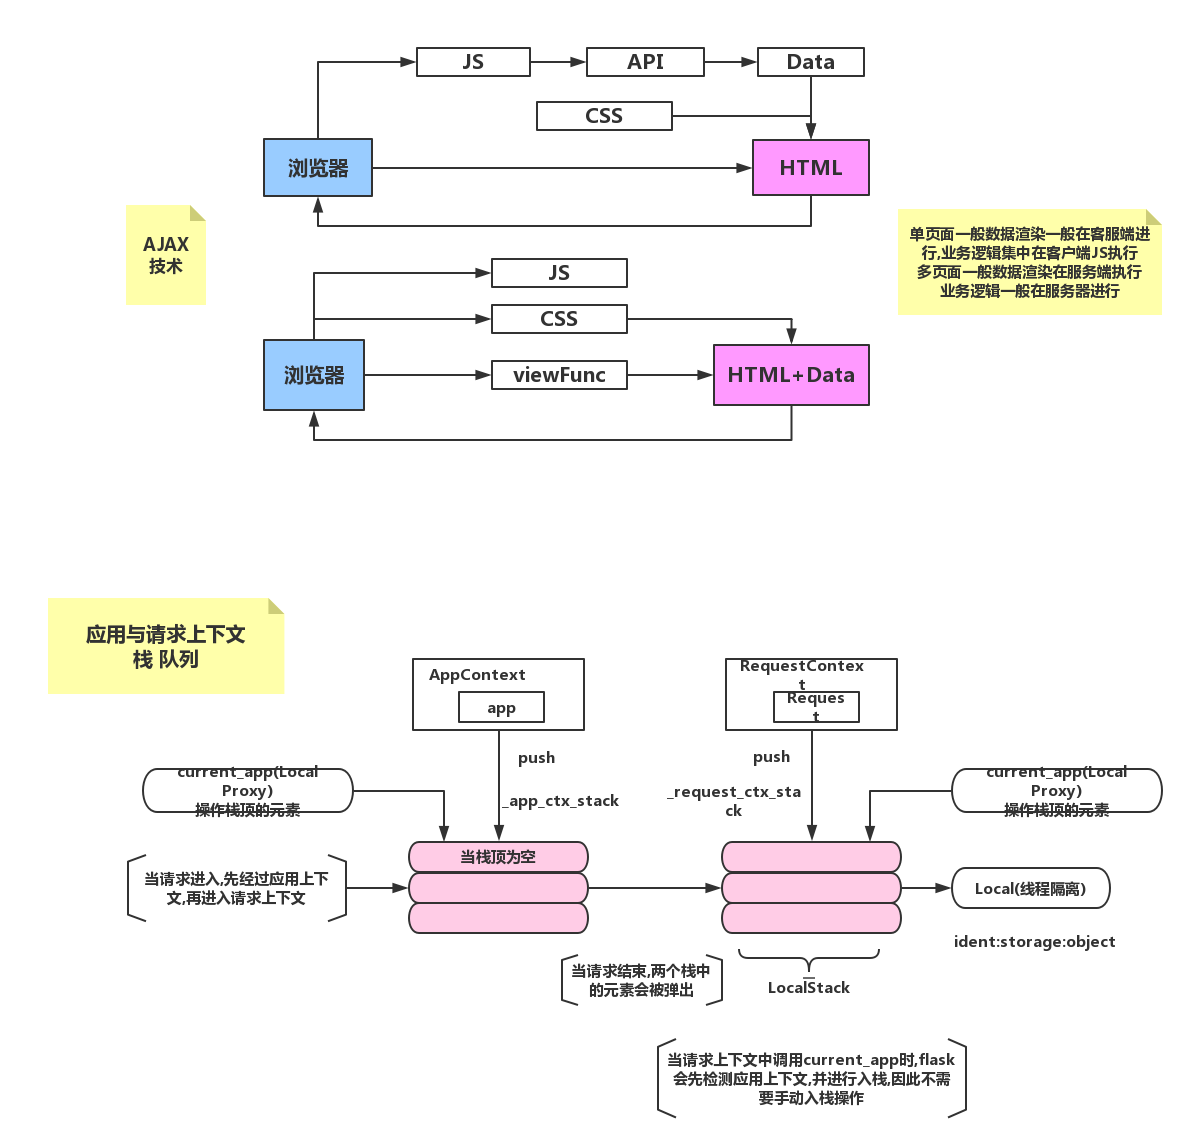 JS
API
Data
CSS
浏览器
HTML
AJAX
技术
单页面一般数据渲染一般在客服端进
行,业务逻辑集中在客户端JS执行
多页面一般数据渲染在服务端执行
业务逻辑一般在服务器进行
JS
CSS
浏览器
viewFunc
HTML+Data
应用与请求上下文
栈 队列
AppContext
app
RequestContex
t
Reques
t
push
_app_ctx_stack
push
_request_ctx_sta
ck
current_app(Local
Proxy)
操作栈顶的元素
current_app(Local
Proxy)
操作栈顶的元素
当栈顶为空
当请求进入,先经过应用上下
文,再进入请求上下文
Local(线程隔离)
ident:storage:object
当请求结束,两个栈中
的元素会被弹出
LocalStack
当请求上下文中调用current_app时,flask
会先检测应用上下文,并进行入栈,因此不需
要手动入栈操作